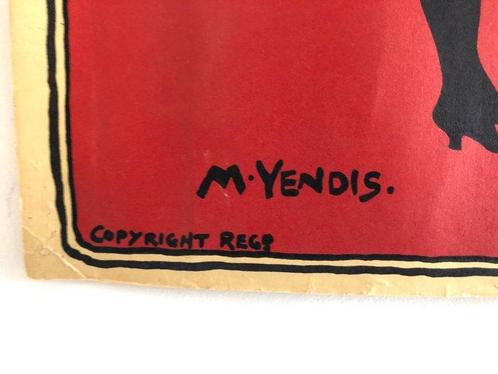 M. YENDIS.
COPYRIGHT REGD